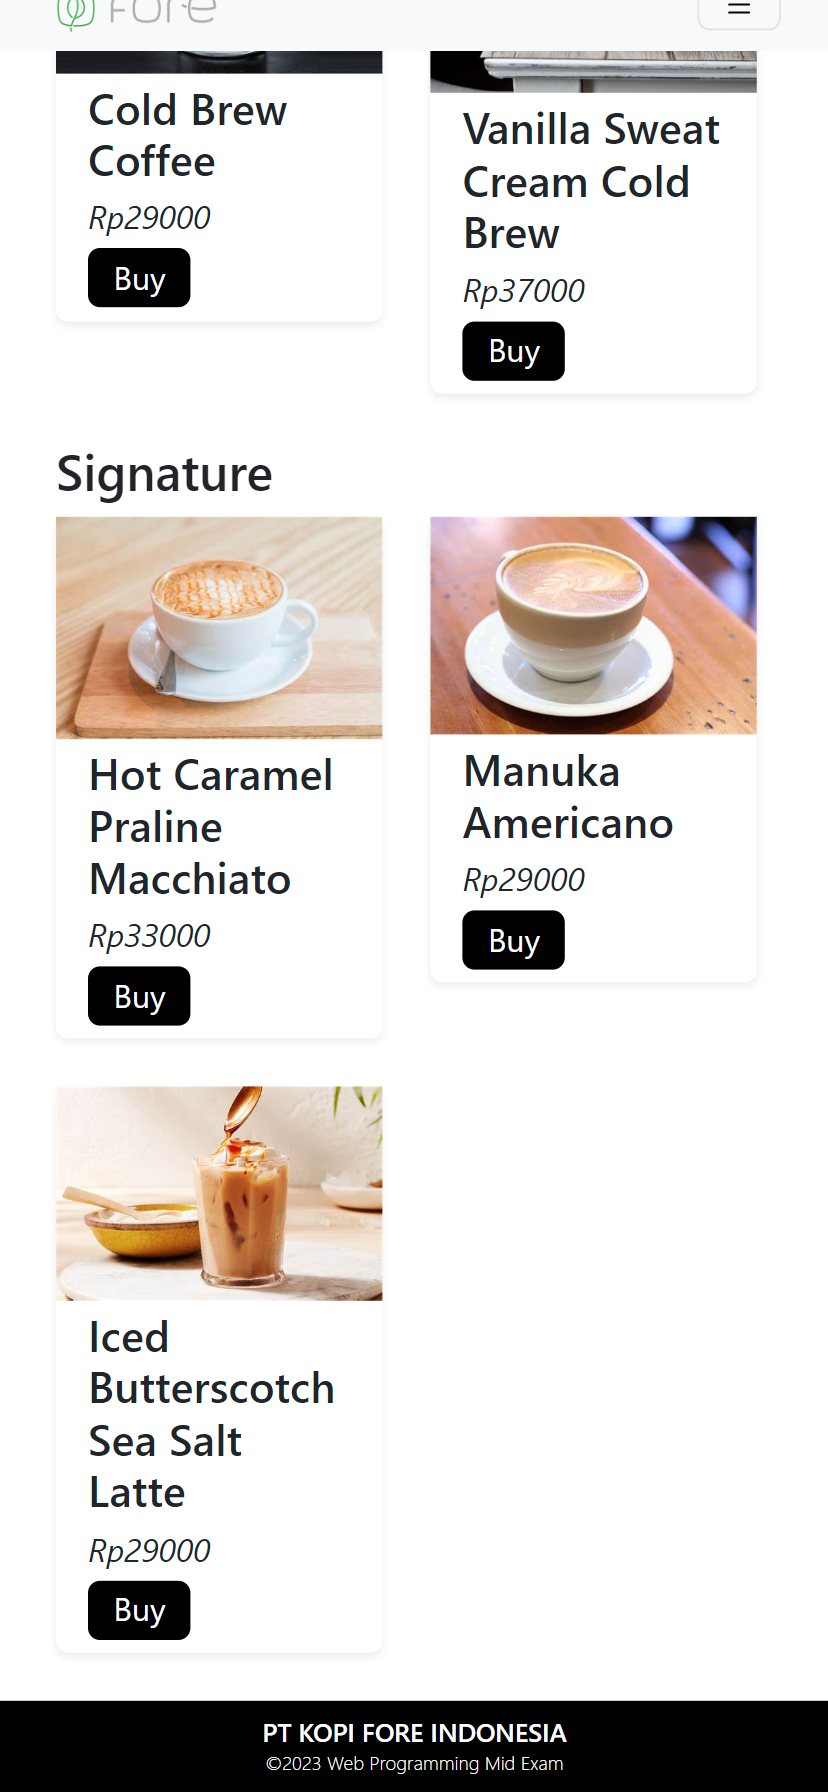 fore
Cold Brew
Coffee
Rp29000
Buy
Vanilla Sweat
Cream Cold
Brew
Rp37000
Buy
Signature
Hot Caramel
Praline
Macchiato
Rp33000
Buy
Manuka
Americano
Rp29000
Buy
Iced
Butterscotch
Sea Salt
Latte
Rp29000
Buy
PT KOPI FORE INDONESIA
©2023 Web Programming Mid Exam